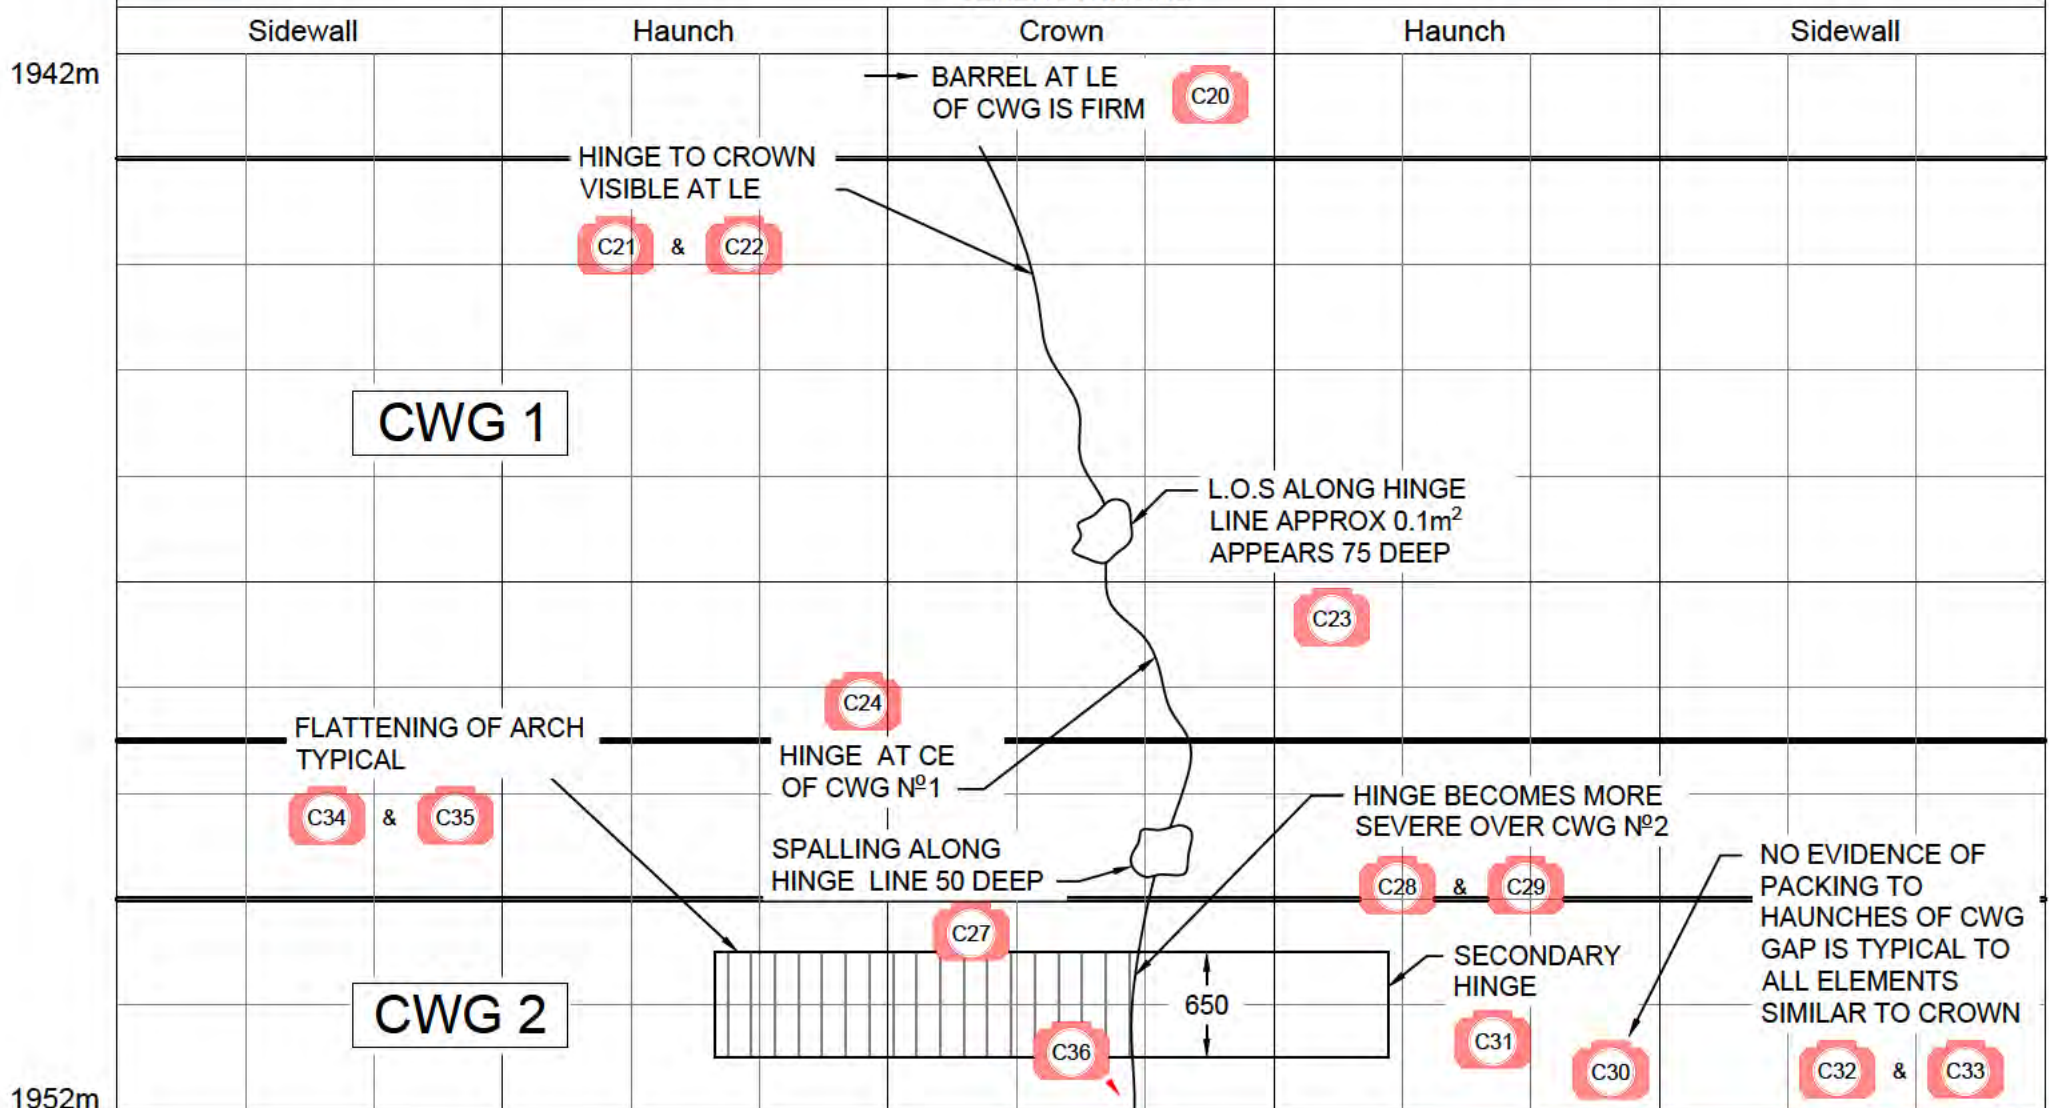 Sidewall Haunch Crown Haunch Sidewall
1942m
BARREL AT LE
OF CWG IS FIRM
C20
HINGE TO CROWN
VISIBLE AT LE
C21 & C22
CWG 1
L.O.S ALONG HINGE
LINE APPROX 0.1m²
APPEARS 75 DEEP
C23
C24
FLATTENING OF ARCH
TYPICAL
C34 & C35
HINGE AT CE
OF CWG Nº1
HINGE BECOMES MORE
SEVERE OVER CWG Nº2
C28 & C29
SPALLING ALONG
HINGE LINE 50 DEEP
C27
NO EVIDENCE OF
PACKING TO
HAUNCHES OF CWG
GAP IS TYPICAL TO
ALL ELEMENTS
SIMILAR TO CROWN
C32 & C33
SECONDARY
HINGE
C31
C30
CWG 2
650
C36
1952m